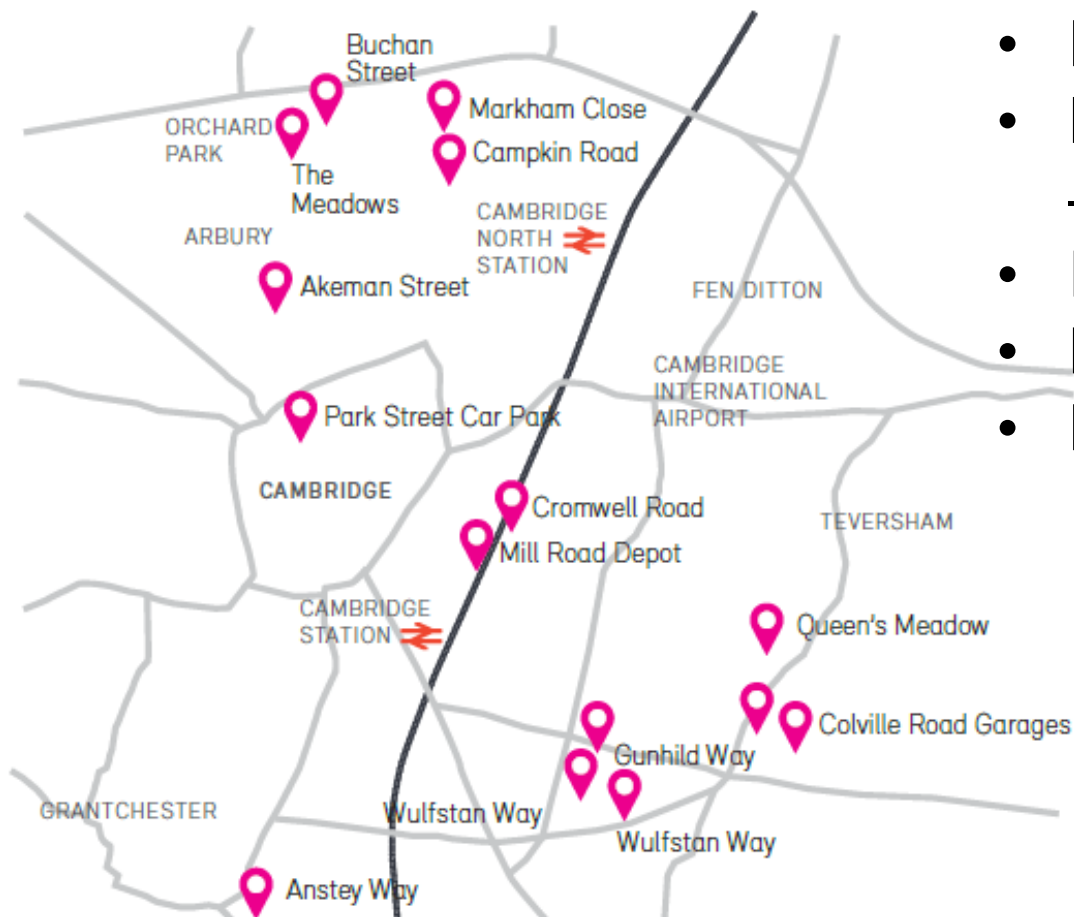 Buchan
Street
Markham Close
ORCHARD
PARK
Campkin Road
The
Meadows
CAMBRIDGE
NORTH
STATION
ARBURY
Akeman Street
FEN DITTON
CAMBRIDGE
INTERNATIONAL
AIRPORT
Park Street Car Park
CAMBRIDGE
Cromwell Road
TEVERSHAM
Mill Road Depot
CAMBRIDGE
STATION
Queen's Meadow
Colville Road Garages
Gunhild Way
GRANTCHESTER
Wulfstan Way
Wulfstan Way
Anstey Way